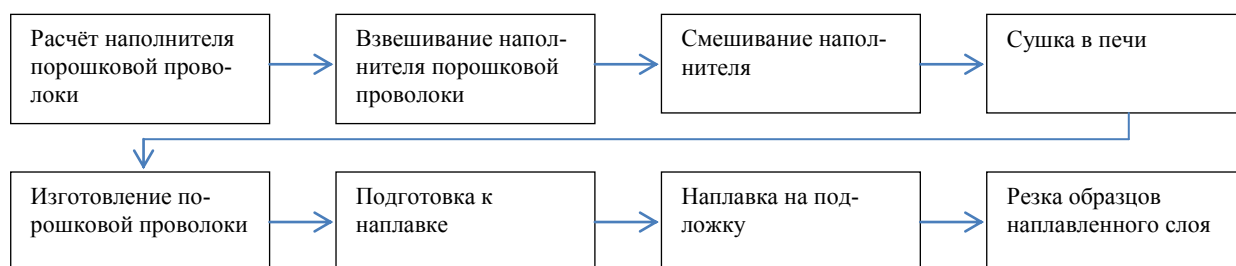 Расчёт наполнителя
порошковой прово-
локи
Взвешивание напол-
нителя порошковой
проволоки
Смешивание напол-
нителя
Сушка в печи
Изготовление по-
рошковой проволоки
Подготовка к
наплавке
Наплавка на под-
ложку
Резка образцов
наплавленного слоя